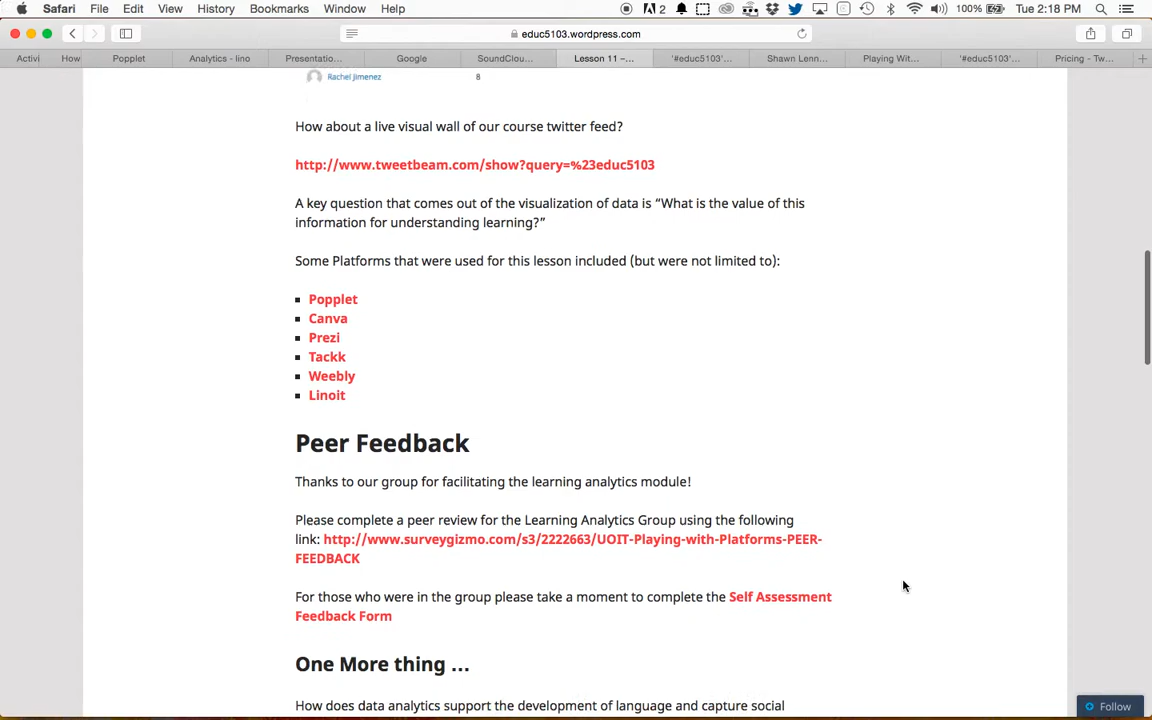 Safari File Edit View History Bookmarks Window Help 2 100% Tue 2:18 PM
educ5103.wordpress.com
Activi How Popplet Analytics - lino Presentatio... Google SoundClou... Lesson 11 –... '#educ5103'... Shawn Lenn... Playing Wit... '#educ5103'... Pricing - Tw...
Rachel Jimenez 8
How about a live visual wall of our course twitter feed?
http://www.tweetbeam.com/show?query=%23educ5103
A key question that comes out of the visualization of data is “What is the value of this
information for understanding learning?”
Some Platforms that were used for this lesson included (but were not limited to):
Popplet
Canva
Prezi
Tackk
Weebly
Linoit
Peer Feedback
Thanks to our group for facilitating the learning analytics module!
Please complete a peer review for the Learning Analytics Group using the following
link: http://www.surveygizmo.com/s3/2222663/UOIT-Playing-with-Platforms-PEER-
FEEDBACK
For those who were in the group please take a moment to complete the Self Assessment
Feedback Form
One More thing …
How does data analytics support the development of language and capture social
Follow